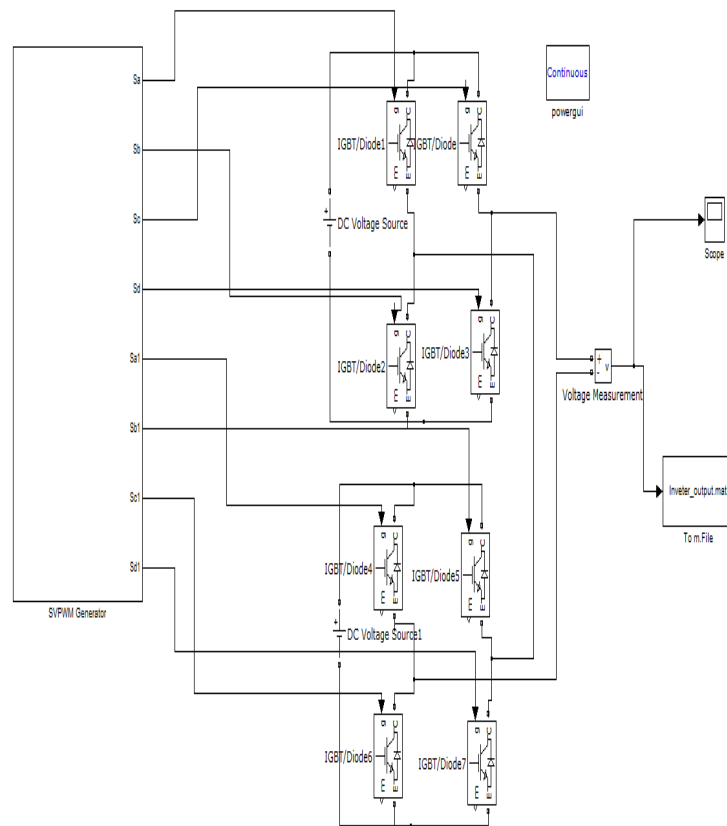 Sa
Sb
Sc
Sd
Sa1
Sb1
Sc1
Sd1
SVPWM Generator
g
C
m
E
IGBT/Diode1
g
C
m
E
IGBT/Diode
Continuous
powergui
+
DC Voltage Source
Scope
g
C
m
E
IGBT/Diode2
g
C
m
E
IGBT/Diode3
+
-
v
Voltage Measurement
Inveter_output.mat
To m.File
g
C
m
E
IGBT/Diode4
g
C
m
E
IGBT/Diode5
+
DC Voltage Source1
g
C
m
E
IGBT/Diode6
g
C
m
E
IGBT/Diode7